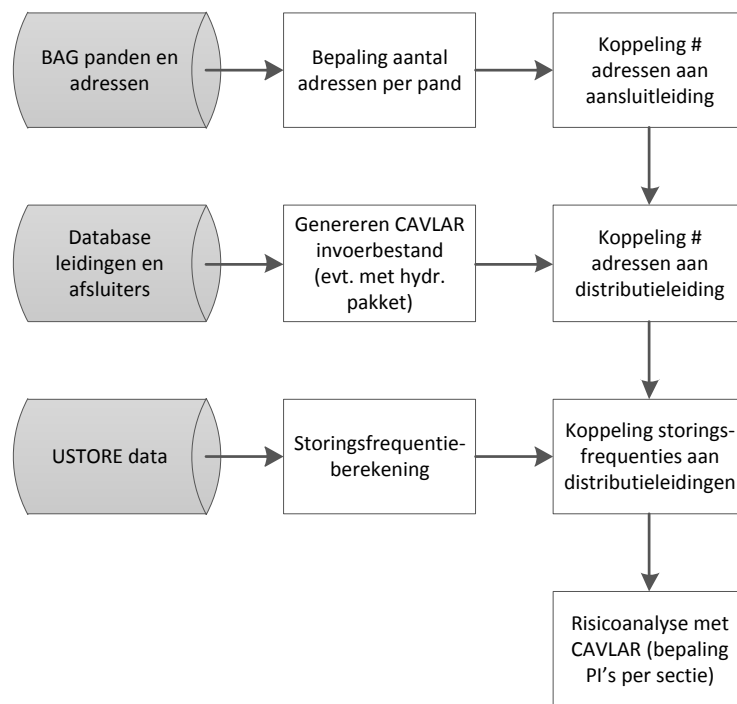 BAG panden en
adressen
Bepaling aantal
adressen per pand
Koppeling #
adressen aan
aansluitleiding
Database
leidingen en
afsluiters
Genereren CAVLAR
invoerbestand
(evt. met hydr.
pakket)
Koppeling #
adressen aan
distributieleiding
USTORE data
Storingsfrequentie-
berekening
Koppeling storings-
frequenties aan
distributieleidingen
Risicoanalyse met
CAVLAR (bepaling
PI's per sectie)